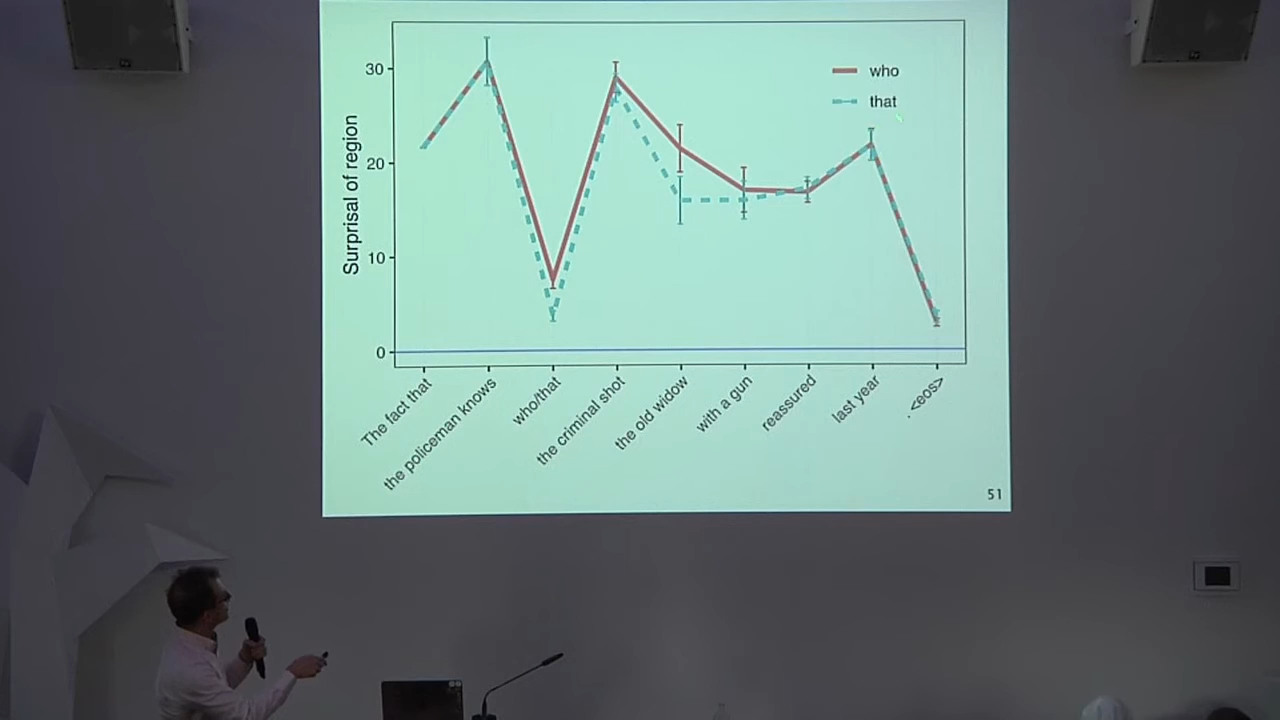 Surprisal of region
30
20
10
0
who
that
The fact that
the policeman knows
who/that
the criminal shot
the old widow
with a gun
reassured
last year
. <eos>
51